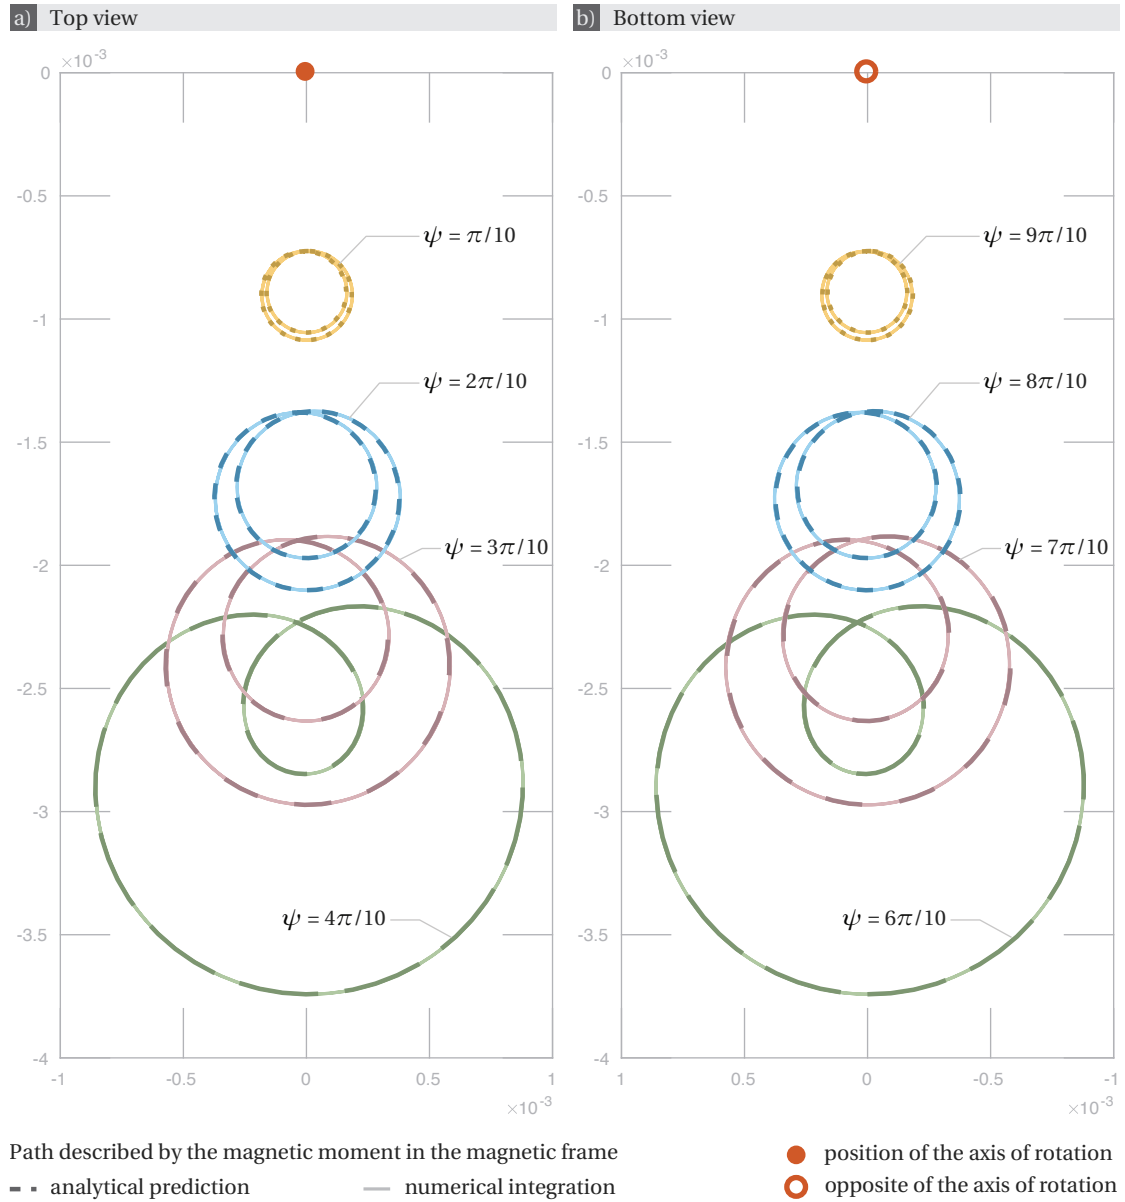 a) Top view
b) Bottom view
×10⁻³
0
-0.5
-1
-1.5
-2
-2.5
-3
-3.5
-4
-1
-0.5
0
0.5
1
×10⁻³
ψ = π/10
ψ = 2π/10
ψ = 3π/10
ψ = 4π/10
×10⁻³
0
-0.5
-1
-1.5
-2
-2.5
-3
-3.5
-4
1
0.5
0
-0.5
-1
×10⁻³
ψ = 9π/10
ψ = 8π/10
ψ = 7π/10
ψ = 6π/10
Path described by the magnetic moment in the magnetic frame
analytical prediction
numerical integration
position of the axis of rotation
opposite of the axis of rotation